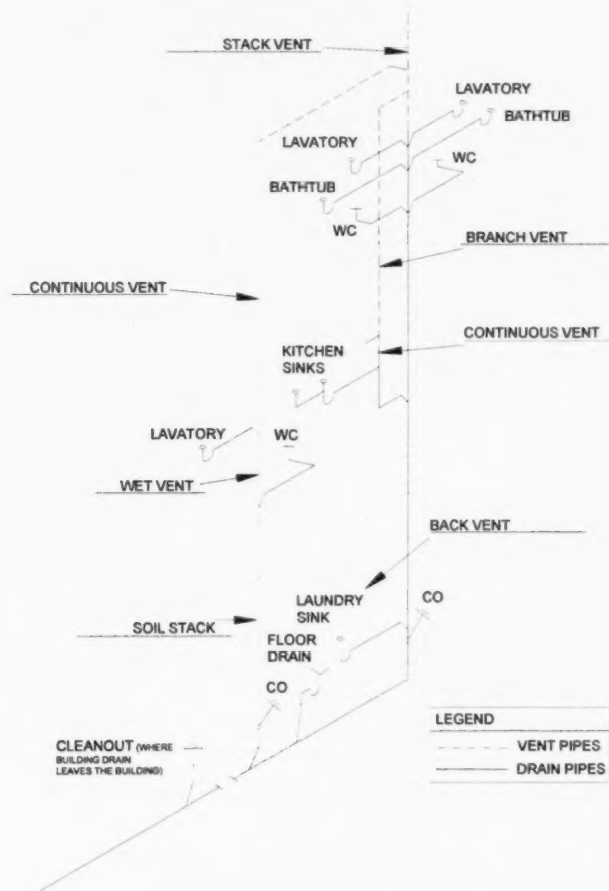 STACK VENT
LAVATORY
BATHTUB
LAVATORY
WC
BATHTUB
WC
BRANCH VENT
CONTINUOUS VENT
CONTINUOUS VENT
KITCHEN
SINKS
LAVATORY
WC
WET VENT
BACK VENT
LAUNDRY
SINK
CO
SOIL STACK
FLOOR
DRAIN
CO
LEGEND
VENT PIPES
DRAIN PIPES
CLEANOUT (WHERE
BUILDING DRAIN
LEAVES THE BUILDING)